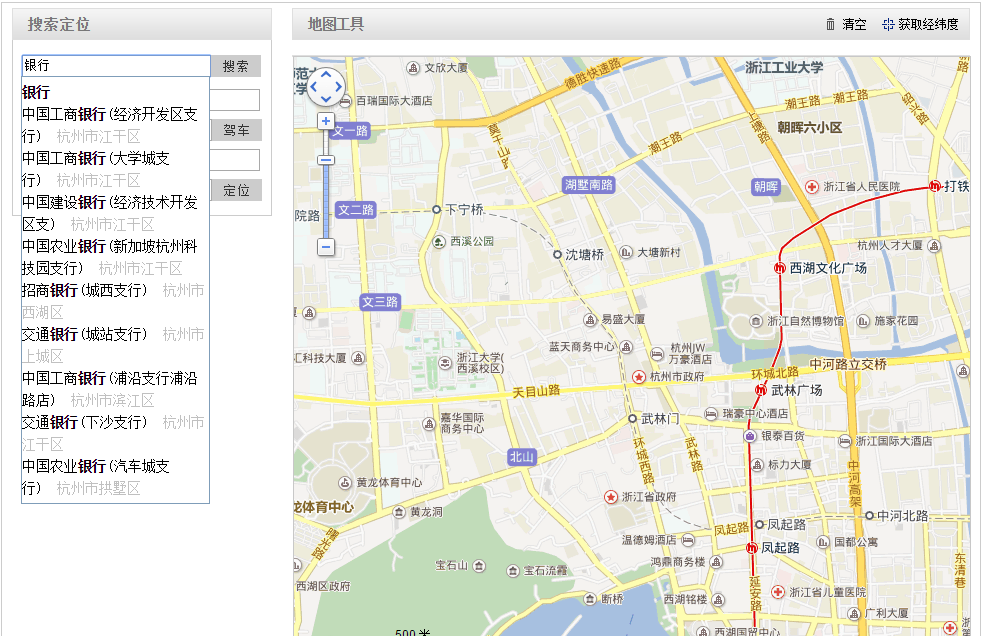 搜索定位
地图工具
清空
获取经纬度
银行
搜索
驾车
定位
银行
中国工商银行(经济开发区支
行) 杭州市江干区
中国工商银行(大学城支
行) 杭州市江干区
中国建设银行(经济技术开发
区支) 杭州市江干区
中国农业银行(新加坡杭州科
技园支行) 杭州市江干区
招商银行(城西支行) 杭州市
西湖区
交通银行(城站支行) 杭州市
上城区
中国工商银行(浦沿支行浦沿
路店) 杭州市滨江区
交通银行(下沙支行) 杭州市
江干区
中国农业银行(汽车城支
行) 杭州市拱墅区
文欣大厦
德胜快速路
浙江工业大学
百瑞国际大酒店
潮王路
潮王路
绍兴路
文一路
莫干山路
潮王路
上塘路
朝晖六小区
湖墅南路
朝晖
浙江省人民医院
打铁
院路
文二路
下宁桥
西溪公园
沈塘桥
大塘新村
杭州人才大厦
西湖文化广场
文三路
易盛大厦
浙江自然博物馆
施家花园
汇科技大厦
浙江大学(
西溪校区)
蓝天商务中心
杭州JW
万豪酒店
杭州市政府
环城北路
中河路立交桥
天目山路
武林广场
嘉华国际
商务中心
武林门
瑞豪中心酒店
北山
环城西路
武林路
银泰百货
浙江国际大酒店
标力大厦
中河高架
黄龙体育中心
浙江省政府
龙体育中心
黄龙洞
凤起路
凤起路
中河北路
曙光路
温德姆酒店
凤起路
国都公寓
宝石山
宝石流霞
鸿鼎商务楼
东清巷
西湖区政府
延安路
浙江省儿童医院
断桥
西湖铭楼
广利大厦
500 米
西湖国贸中心